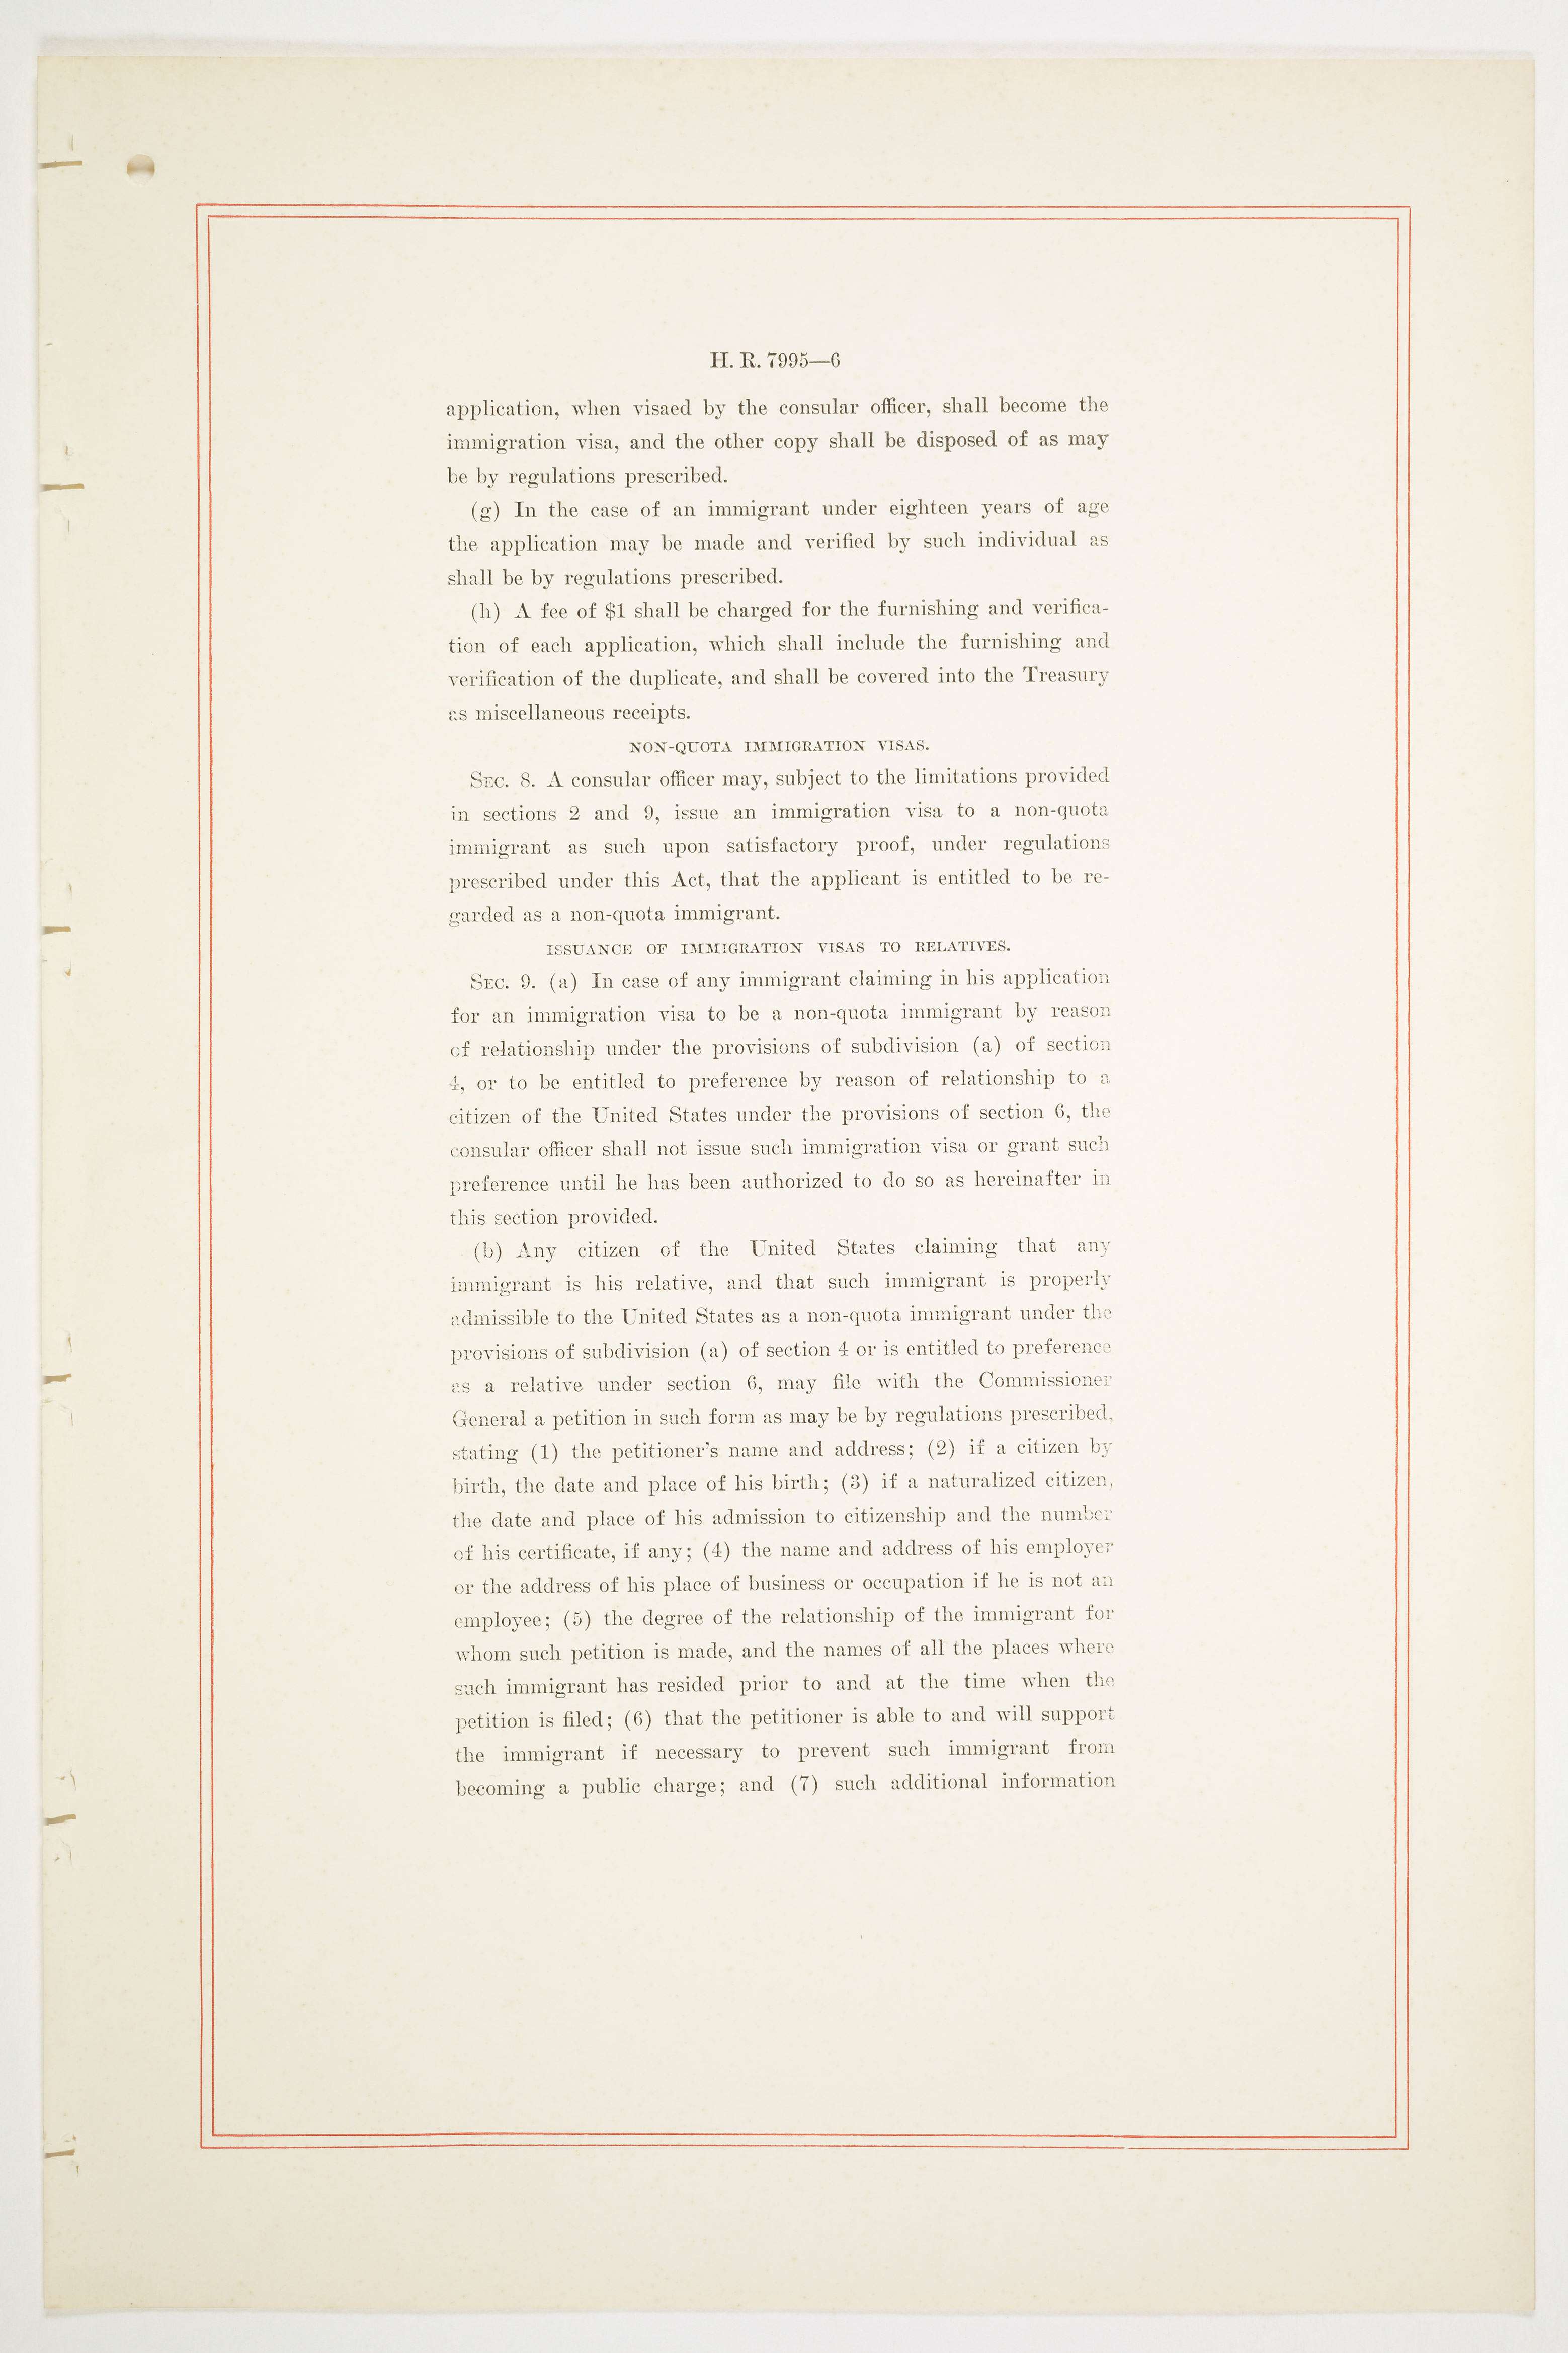 H. R. 7995—6
application, when visaed by the consular officer, shall become the
immigration visa, and the other copy shall be disposed of as may
be by regulations prescribed.
(g) In the case of an immigrant under eighteen years of age
the application may be made and verified by such individual as
shall be by regulations prescribed.
(h) A fee of $1 shall be charged for the furnishing and verifica-
tion of each application, which shall include the furnishing and
verification of the duplicate, and shall be covered into the Treasury
as miscellaneous receipts.
NON-QUOTA IMMIGRATION VISAS.
SEC. 8. A consular officer may, subject to the limitations provided
in sections 2 and 9, issue an immigration visa to a non-quota
immigrant as such upon satisfactory proof, under regulations
prescribed under this Act, that the applicant is entitled to be re-
garded as a non-quota immigrant.
ISSUANCE OF IMMIGRATION VISAS TO RELATIVES.
SEC. 9. (a) In case of any immigrant claiming in his application
for an immigration visa to be a non-quota immigrant by reason
of relationship under the provisions of subdivision (a) of section
4, or to be entitled to preference by reason of relationship to a
citizen of the United States under the provisions of section 6, the
consular officer shall not issue such immigration visa or grant such
preference until he has been authorized to do so as hereinafter in
this section provided.
(b) Any citizen of the United States claiming that any
immigrant is his relative, and that such immigrant is properly
admissible to the United States as a non-quota immigrant under the
provisions of subdivision (a) of section 4 or is entitled to preference
as a relative under section 6, may file with the Commissioner
General a petition in such form as may be by regulations prescribed,
stating (1) the petitioner's name and address; (2) if a citizen by
birth, the date and place of his birth; (3) if a naturalized citizen,
the date and place of his admission to citizenship and the number
of his certificate, if any; (4) the name and address of his employer
or the address of his place of business or occupation if he is not an
employee; (5) the degree of the relationship of the immigrant for
whom such petition is made, and the names of all the places where
such immigrant has resided prior to and at the time when the
petition is filed; (6) that the petitioner is able to and will support
the immigrant if necessary to prevent such immigrant from
becoming a public charge; and (7) such additional information